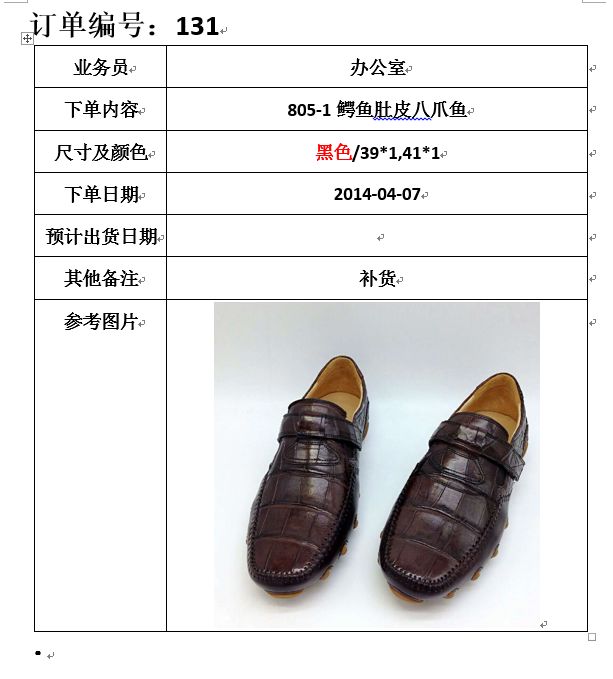 订单编号：131
业务员 办公室
下单内容 805-1 鳄鱼肚皮八爪鱼
尺寸及颜色 黑色/39*1,41*1
下单日期 2014-04-07
预计出货日期
其他备注 补货
参考图片